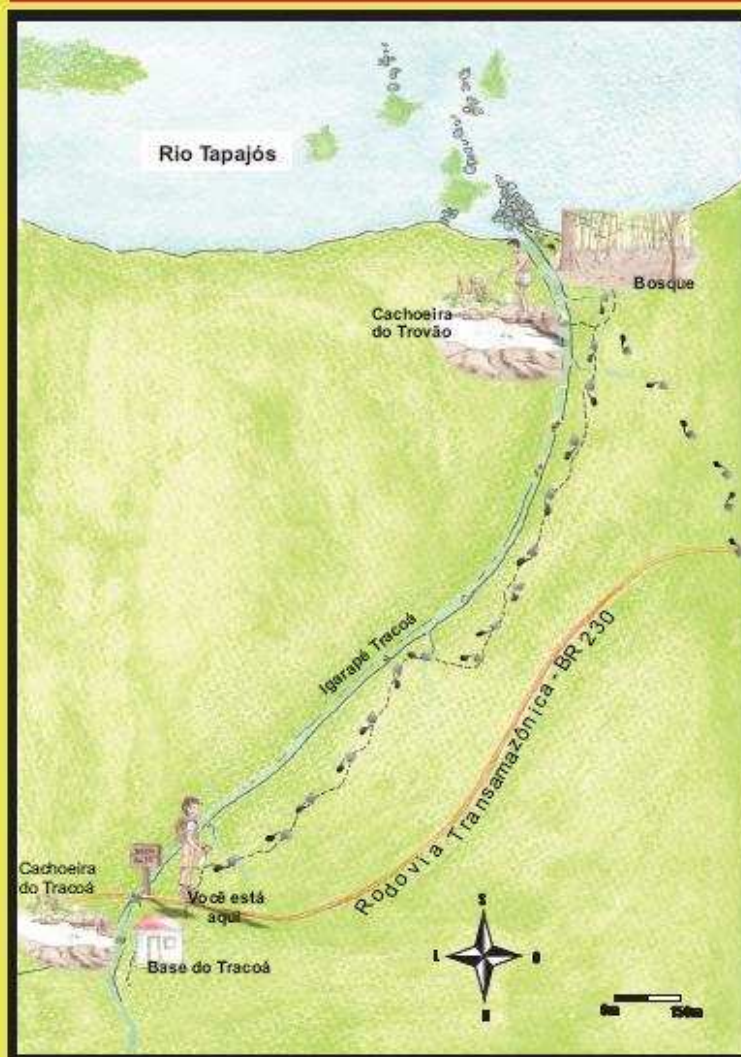 Rio Tapajós
Bosque
Cachoeira
do Trovão
Igarapé Tracoá
Rodovia Transamazônica - BR 230
Cachoeira
do Tracoá
Você está
aqui
Base do Tracoá
S
L
O
N
0m
150m